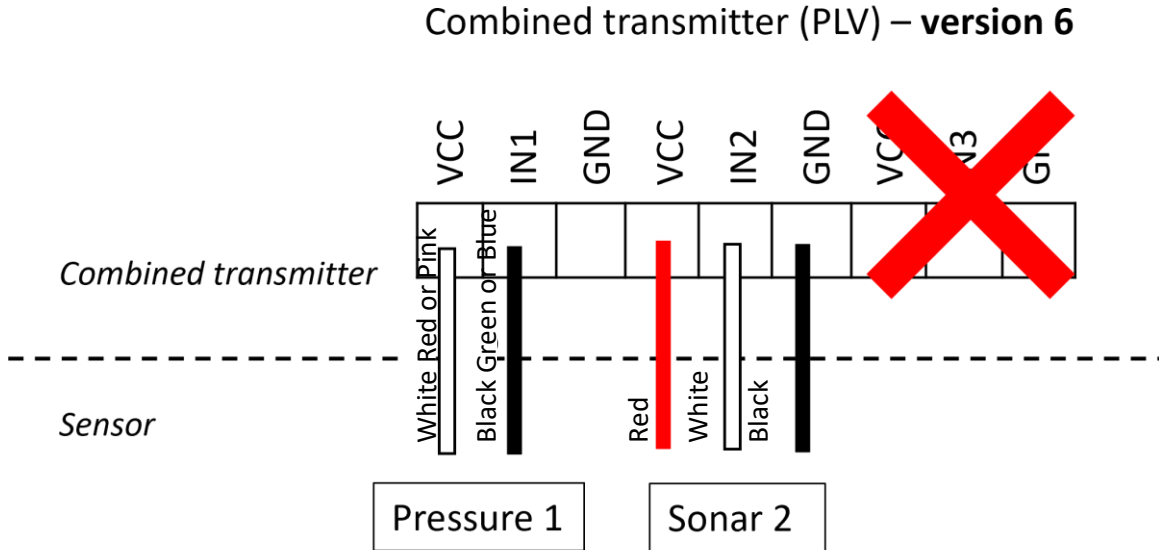 Combined transmitter (PLV) – version 6
VCC
IN1
GND
VCC
IN2
GND
Combined transmitter
White Red or Pink
Black Green or Blue
Red
White
Black
Sensor
Pressure 1
Sonar 2